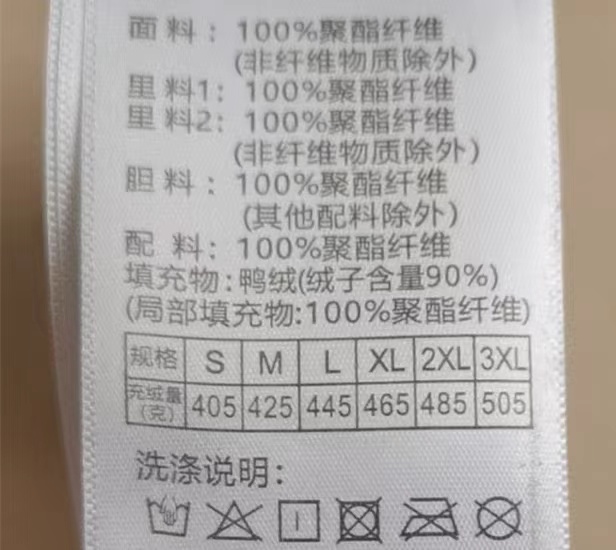 面料：100%聚酯纤维
(非纤维物质除外)
里料1：100%聚酯纤维
里料2：100%聚酯纤维
(非纤维物质除外)
胆料：100%聚酯纤维
(其他配料除外)
配料：100%聚酯纤维
填充物:鸭绒(绒子含量90%)
(局部填充物:100%聚酯纤维)
规格 S M L XL 2XL 3XL
充绒量(克) 405 425 445 465 485 505
洗涤说明：